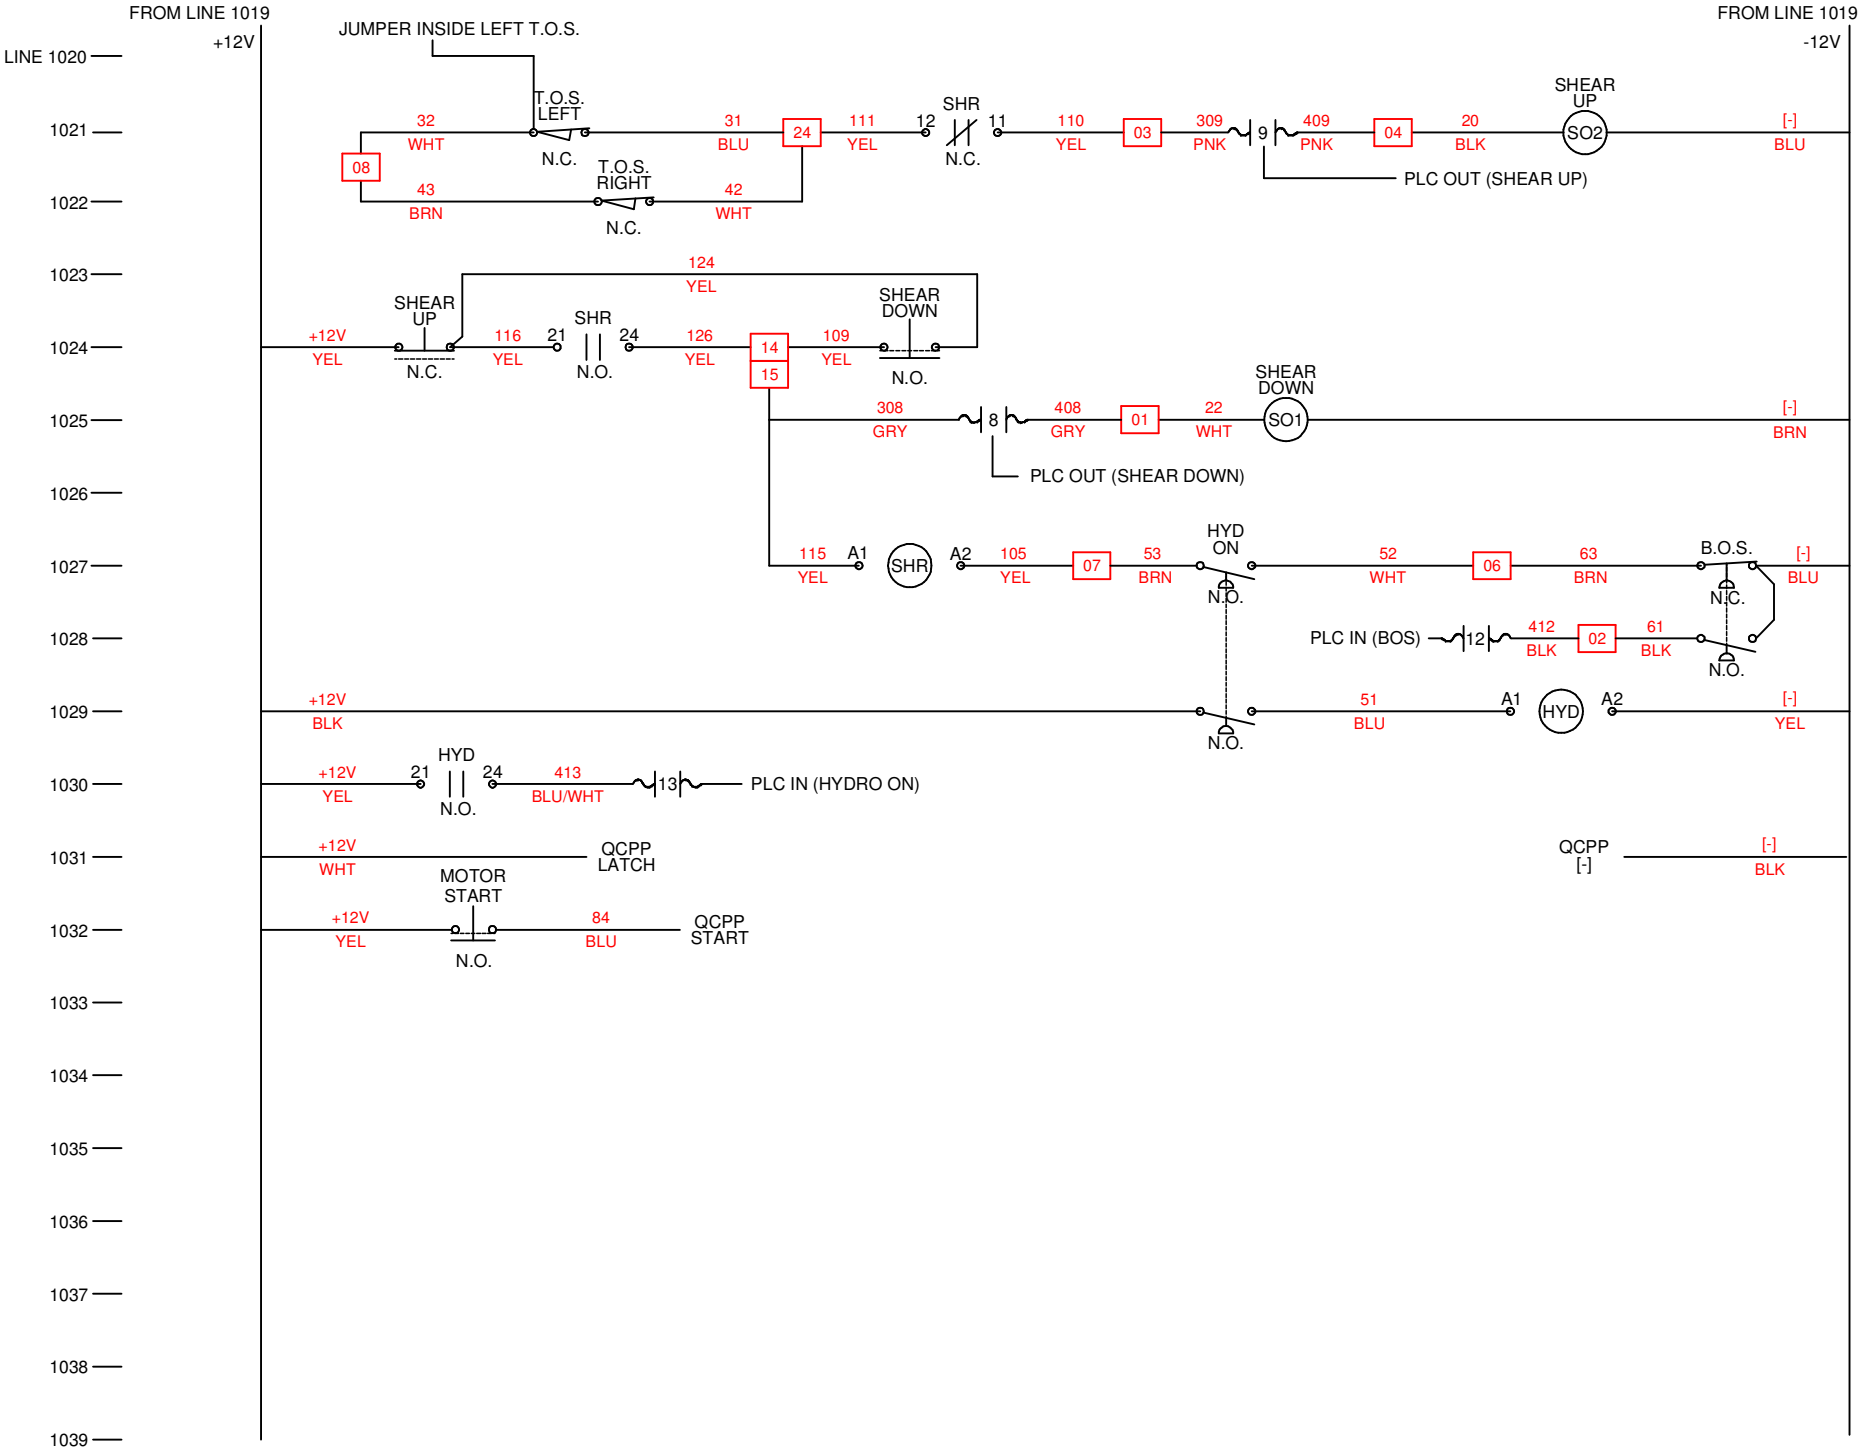 FROM LINE 1019
FROM LINE 1019
+12V
-12V
JUMPER INSIDE LEFT T.O.S.
LINE 1020
T.O.S.
LEFT
SHR
SHEAR
UP
1021
32
WHT
N.C.
31
BLU
24
111
YEL
12
11
N.C.
110
YEL
03
309
PNK
9
409
PNK
04
20
BLK
SO2
[-]
BLU
08
T.O.S.
RIGHT
PLC OUT (SHEAR UP)
1022
43
BRN
N.C.
42
WHT
1023
124
YEL
SHEAR
UP
SHR
SHEAR
DOWN
1024
+12V
YEL
N.C.
116
YEL
21
24
N.O.
126
YEL
14
109
YEL
N.O.
15
SHEAR
DOWN
1025
308
GRY
8
408
GRY
01
22
WHT
SO1
[-]
BRN
PLC OUT (SHEAR DOWN)
1026
HYD
ON
B.O.S.
1027
115
YEL
A1
SHR
A2
105
YEL
07
53
BRN
N.O.
52
WHT
06
63
BRN
N.C.
[-]
BLU
1028
PLC IN (BOS)
12
412
BLK
02
61
BLK
N.O.
1029
+12V
BLK
N.O.
51
BLU
A1
HYD
A2
[-]
YEL
HYD
1030
+12V
YEL
21
24
N.O.
413
BLU/WHT
13
PLC IN (HYDRO ON)
1031
+12V
WHT
QCPP
LATCH
QCPP
[-]
[-]
BLK
MOTOR
START
1032
+12V
YEL
N.O.
84
BLU
QCPP
START
1033
1034
1035
1036
1037
1038
1039